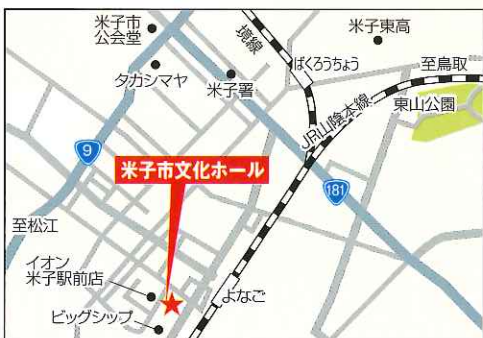 米子市
公会堂
境線
米子東高
ばくろうちょう
至鳥取
タカシマヤ
米子署
JR山陰本線
東山公園
9
米子市文化ホール
181
至松江
イオン
米子駅前店
よなご
ビッグシップ